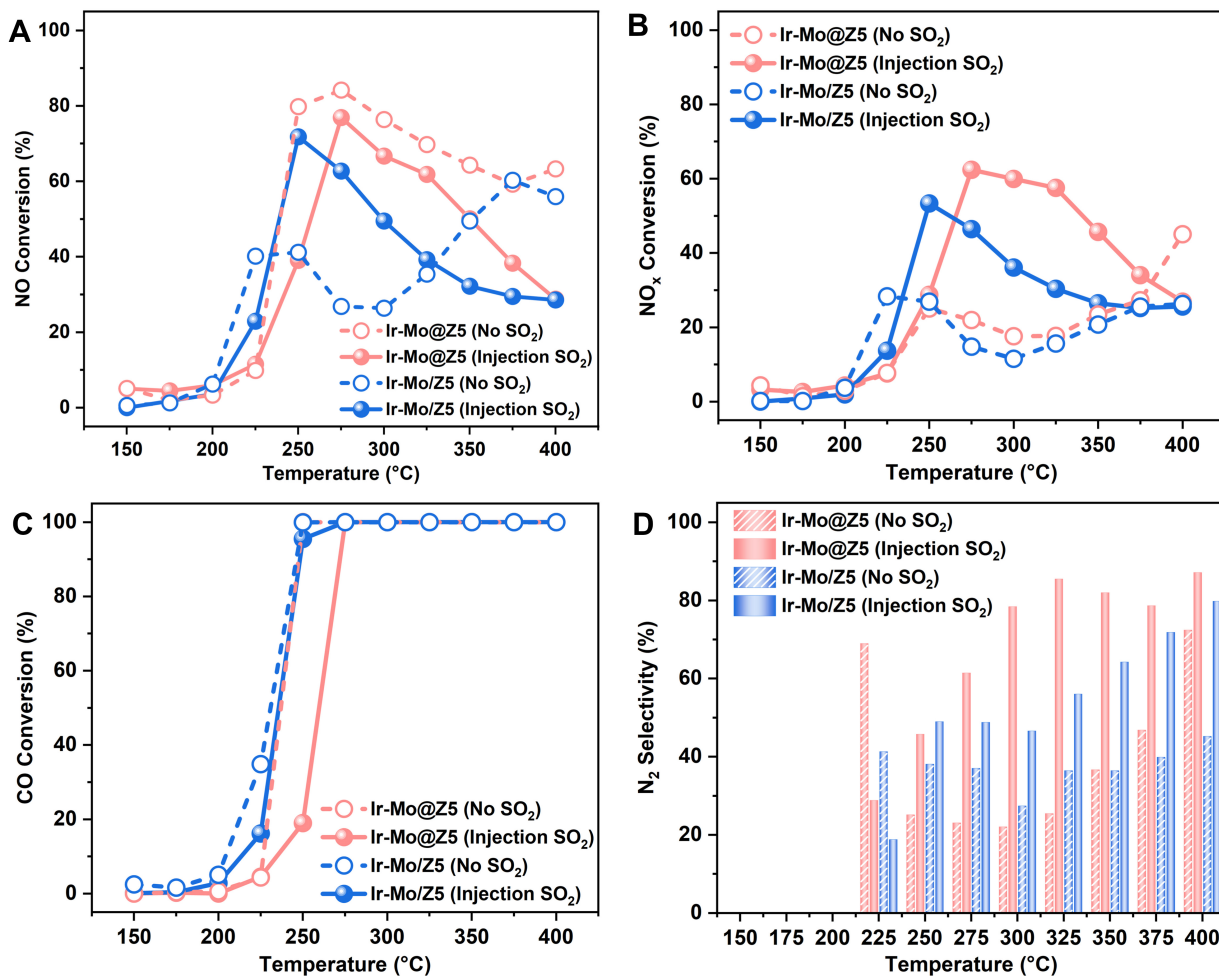 A
NO Conversion (%)
100
80
60
40
20
0
Ir-Mo@Z5 (No SO₂)
Ir-Mo@Z5 (Injection SO₂)
Ir-Mo/Z5 (No SO₂)
Ir-Mo/Z5 (Injection SO₂)
150 200 250 300 350 400
Temperature (°C)
B
NOₓ Conversion (%)
100
80
60
40
20
0
Ir-Mo@Z5 (No SO₂)
Ir-Mo@Z5 (Injection SO₂)
Ir-Mo/Z5 (No SO₂)
Ir-Mo/Z5 (Injection SO₂)
150 200 250 300 350 400
Temperature (°C)
C
CO Conversion (%)
100
80
60
40
20
0
Ir-Mo@Z5 (No SO₂)
Ir-Mo@Z5 (Injection SO₂)
Ir-Mo/Z5 (No SO₂)
Ir-Mo/Z5 (Injection SO₂)
150 200 250 300 350 400
Temperature (°C)
D
N₂ Selectivity (%)
100
80
60
40
20
0
Ir-Mo@Z5 (No SO₂)
Ir-Mo@Z5 (Injection SO₂)
Ir-Mo/Z5 (No SO₂)
Ir-Mo/Z5 (Injection SO₂)
150 175 200 225 250 275 300 325 350 375 400
Temperature (°C)